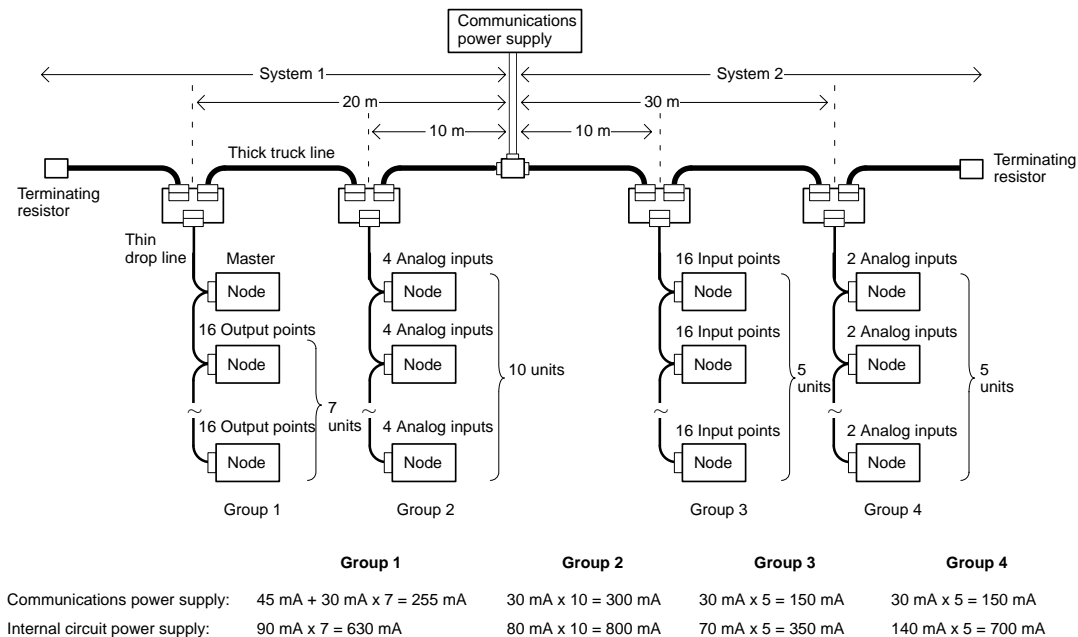 Communications
power supply
System 1
System 2
20 m
30 m
10 m
10 m
Thick truck line
Terminating
resistor
Terminating
resistor
Thin
drop line
Master
4 Analog inputs
16 Input points
2 Analog inputs
Node
Node
Node
Node
16 Output points
4 Analog inputs
16 Input points
2 Analog inputs
Node
Node
Node
Node
7
units
10 units
5
units
5
units
16 Output points
4 Analog inputs
16 Input points
2 Analog inputs
Node
Node
Node
Node
Group 1
Group 2
Group 3
Group 4
Group 1 Group 2 Group 3 Group 4
Communications power supply: 45 mA + 30 mA x 7 = 255 mA 30 mA x 10 = 300 mA 30 mA x 5 = 150 mA 30 mA x 5 = 150 mA
Internal circuit power supply: 90 mA x 7 = 630 mA 80 mA x 10 = 800 mA 70 mA x 5 = 350 mA 140 mA x 5 = 700 mA